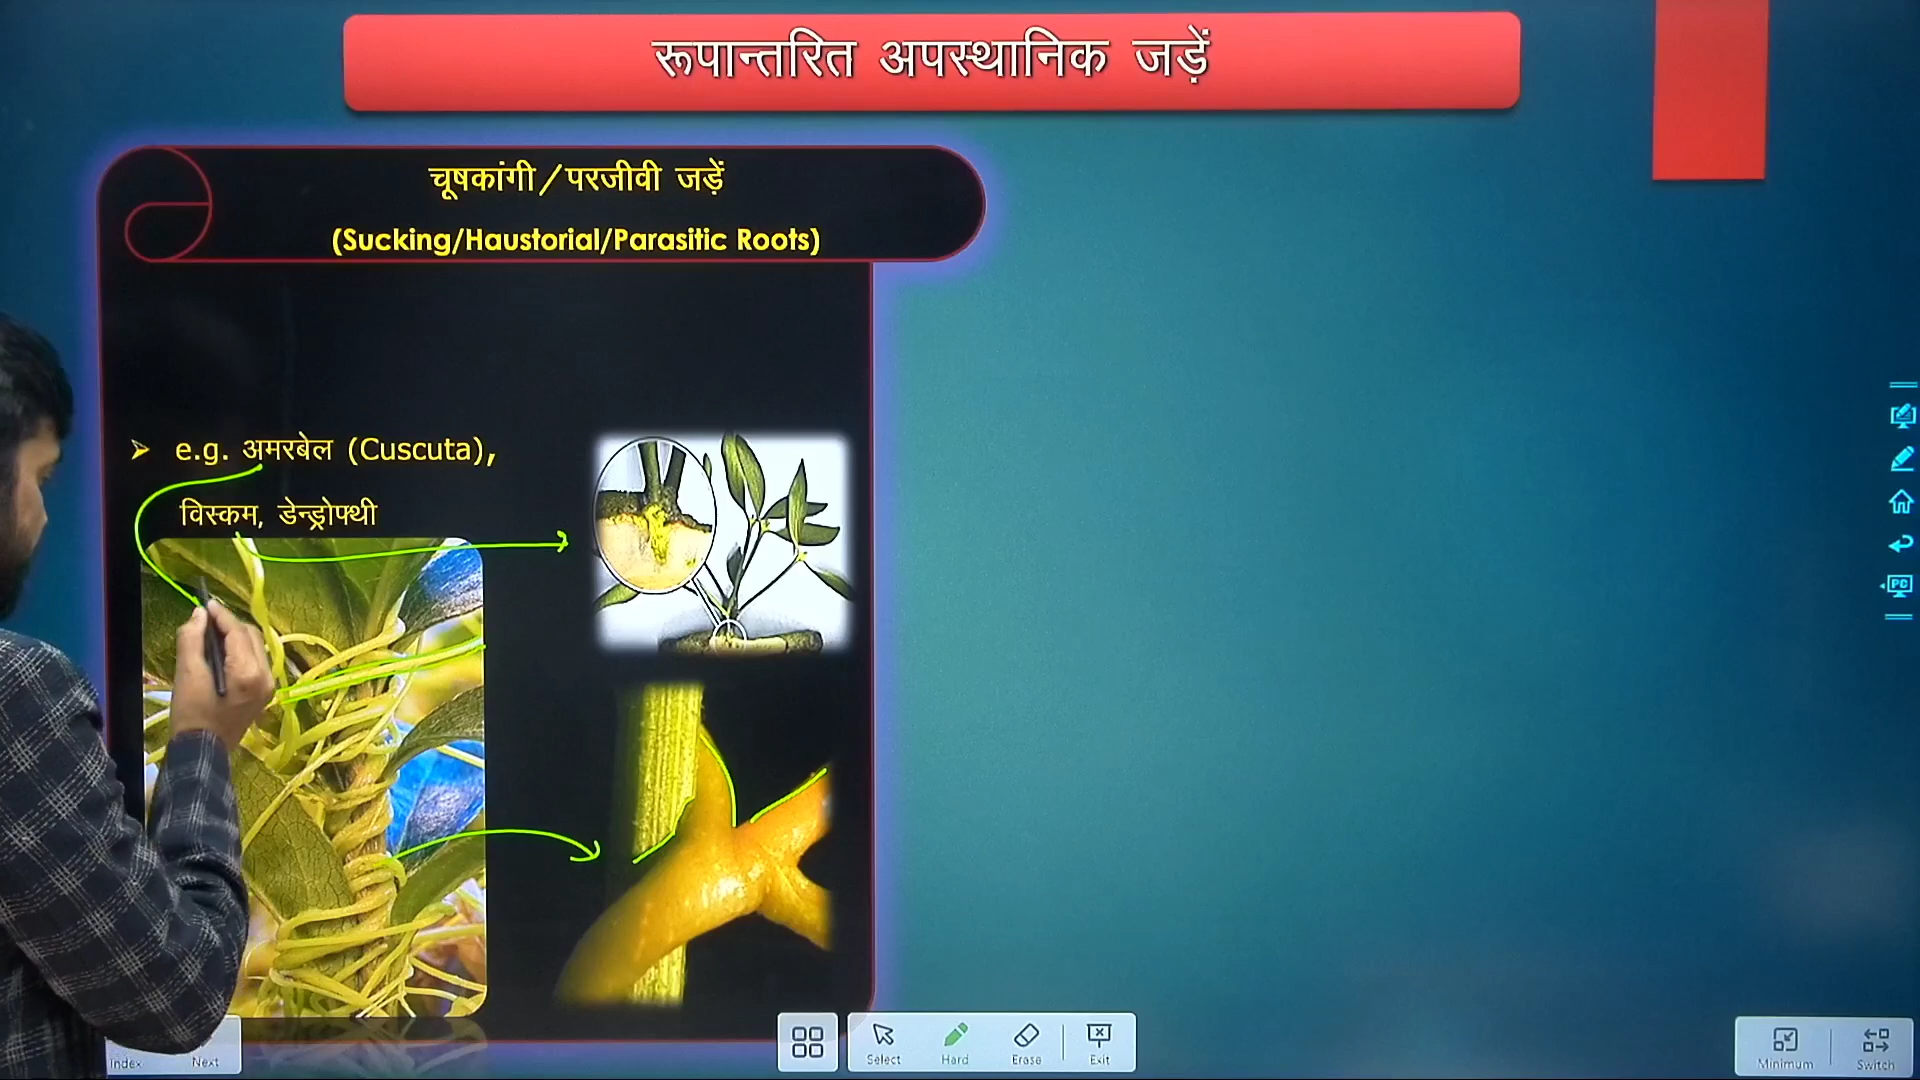 रूपान्तरित अपस्थानिक जड़ें
चूषकांगी/परजीवी जड़ें
(Sucking/Haustorial/Parasitic Roots)
➢ e.g. अमरबेल (Cuscuta),
विस्कम, डेन्ड्रोफ्थी
PC
Index Next
Select Hard Erase Exit
Minimum Switch